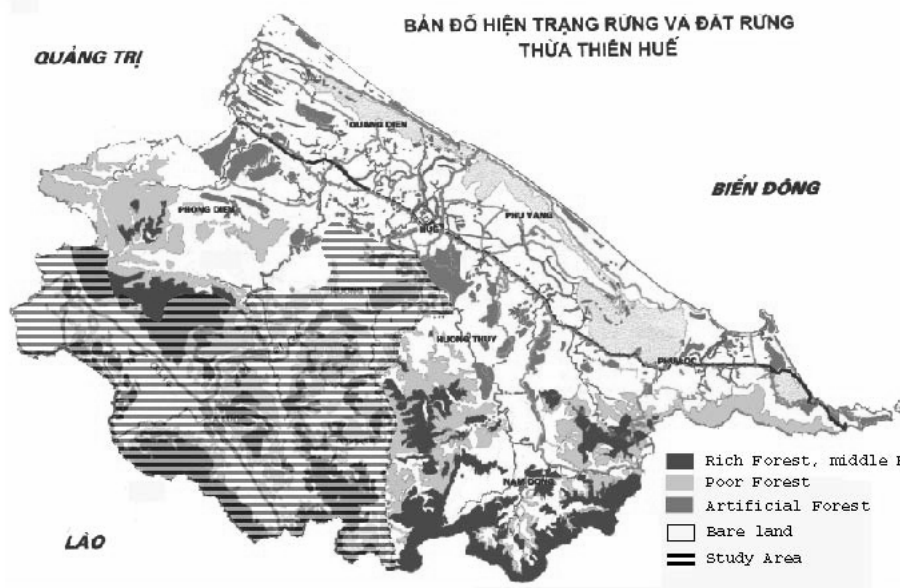 BẢN ĐỒ HIỆN TRẠNG RỪNG VÀ ĐẤT RỪNG
THỪA THIÊN HUẾ
QUẢNG TRỊ
QUANG DIEN
BIỂN ĐÔNG
PHONG DIEN
PHU VANG
HUE
HUONG THUY
PHU LOC
NAM DONG
LÀO
Rich Forest, middle
Poor Forest
Artificial Forest
Bare land
Study Area